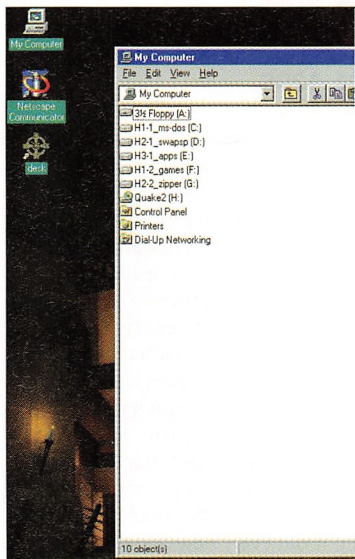 My Computer
Netscape
Communicator
desk
My Computer
File Edit View Help
My Computer
3½ Floppy (A:)
H1-1_ms-dos (C:)
H2-1_swapsp (D:)
H3-1_apps (E:)
H1-2_games (F:)
H2-2_zipper (G:)
Quake2 (H:)
Control Panel
Printers
Dial-Up Networking
10 object(s)